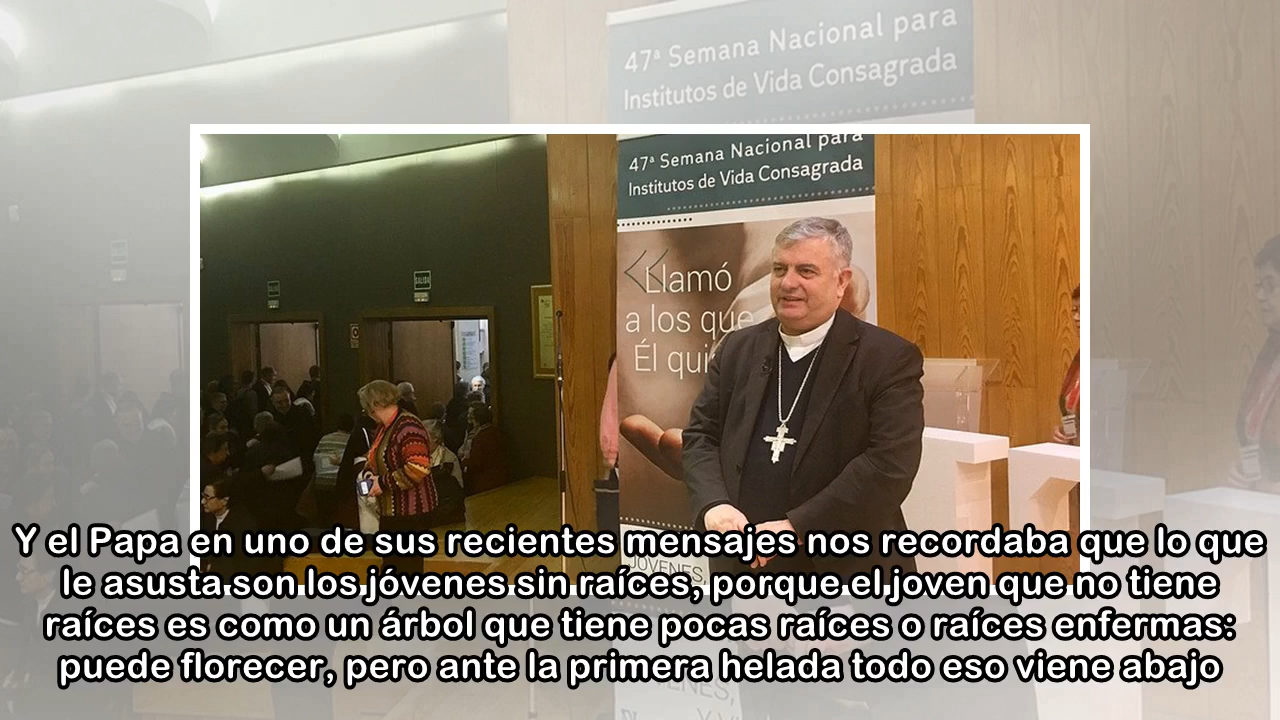 47ª Semana Nacional para
Institutos de Vida Consagrada
47ª Semana Nacional para
Institutos de Vida Consagrada
SALIDA
SALIDA
«Llamó
a los que
Él qui
Y el Papa en uno de sus recientes mensajes nos recordaba que lo que
le asusta son los jóvenes sin raíces, porque el joven que no tiene
raíces es como un árbol que tiene pocas raíces o raíces enfermas:
puede florecer, pero ante la primera helada todo eso viene abajo
JÓVENES,